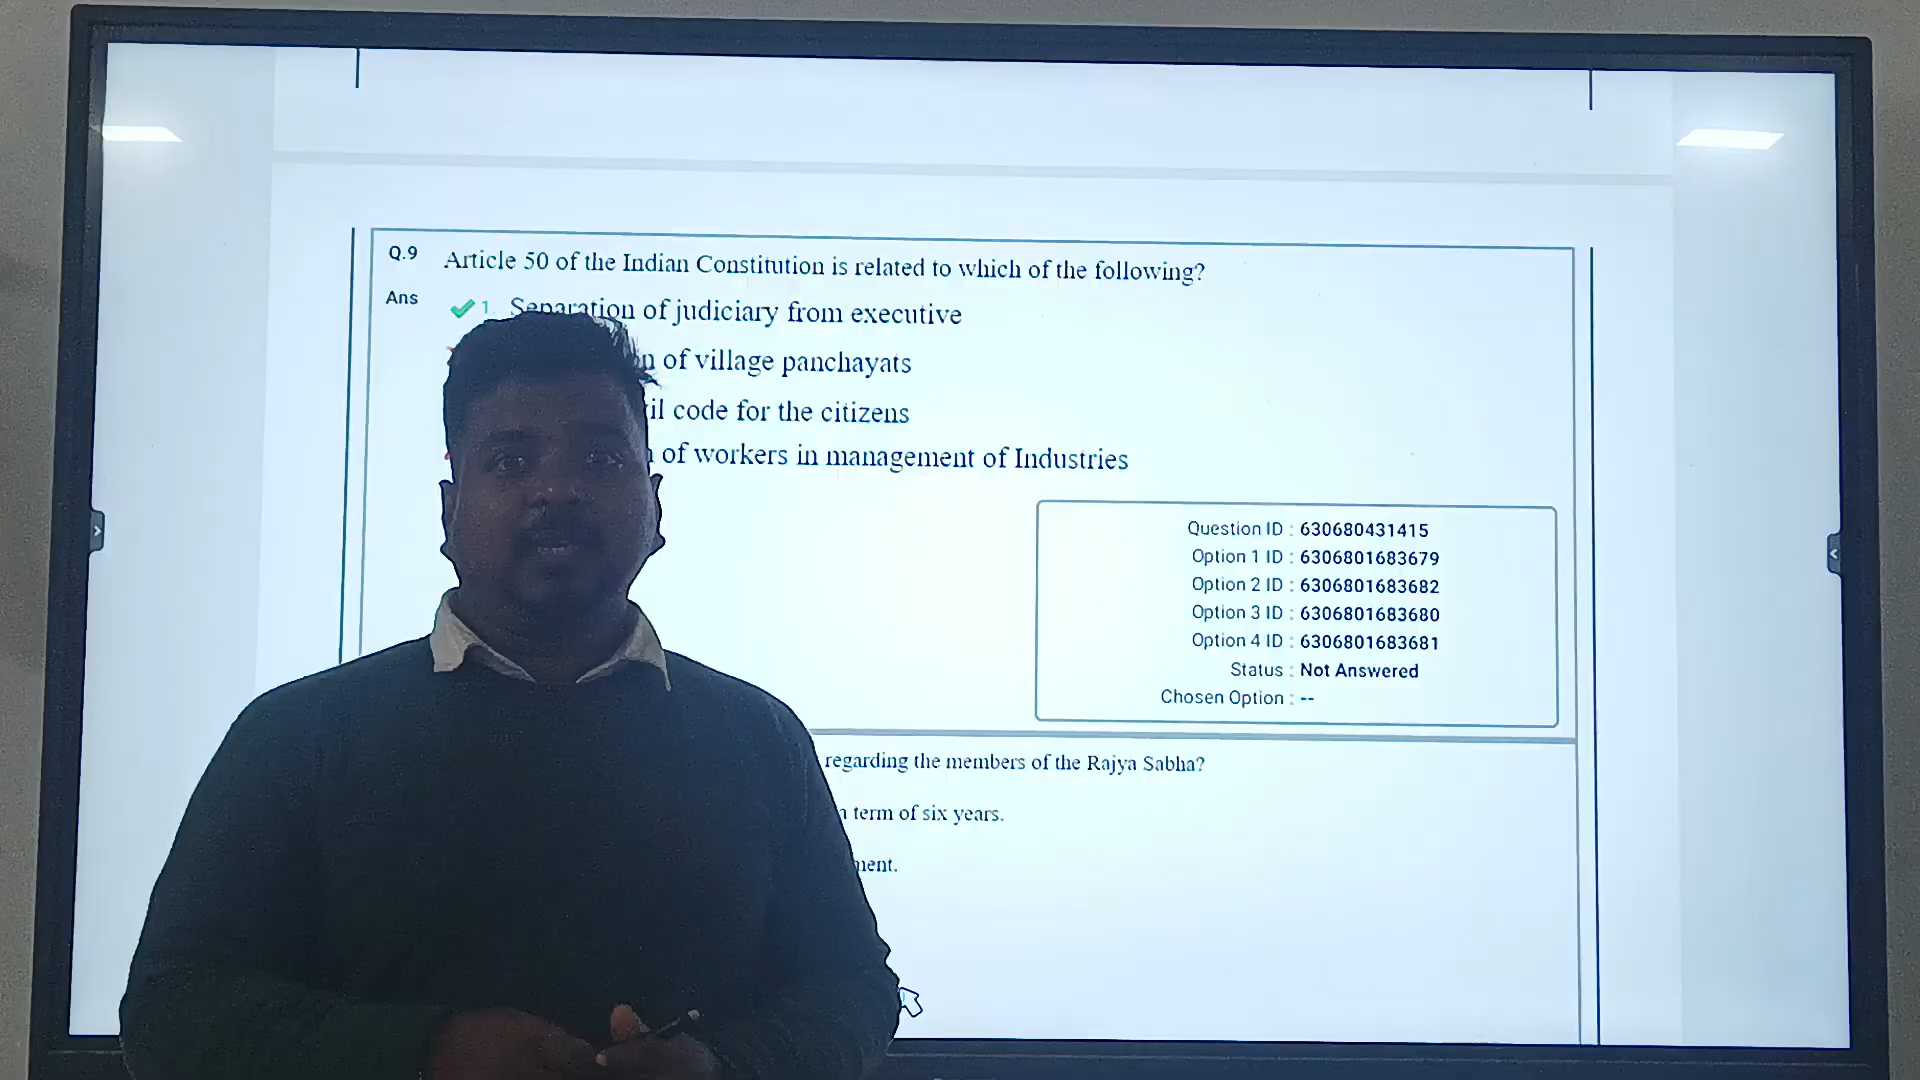 Q.9 Article 50 of the Indian Constitution is related to which of the following?
Ans 1. Separation of judiciary from executive
of village panchayats
code for the citizens
of workers in management of Industries
Question ID : 630680431415
Option 1 ID : 6306801683679
Option 2 ID : 6306801683682
Option 3 ID : 6306801683680
Option 4 ID : 6306801683681
Status : Not Answered
Chosen Option : --
regarding the members of the Rajya Sabha?
term of six years.